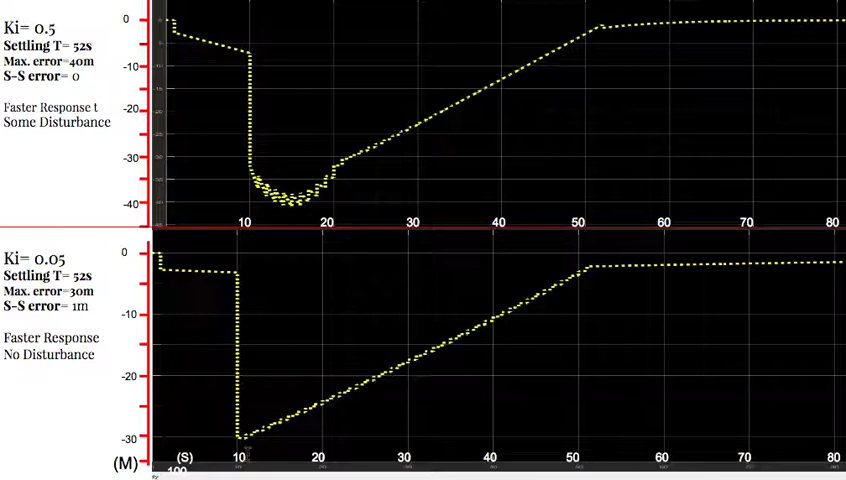 Ki= 0.5
Settling T= 52s
Max. error=40m
S-S error= 0
Faster Response t
Some Disturbance
0
-10
-20
-30
-40
10 20 30 40 50 60 70 80
Ki= 0.05
Settling T= 52s
Max. error=30m
S-S error= 1m
Faster Response
No Disturbance
0
-10
-20
-30
(M)
(S)
10 20 30 40 50 60 70 80
100